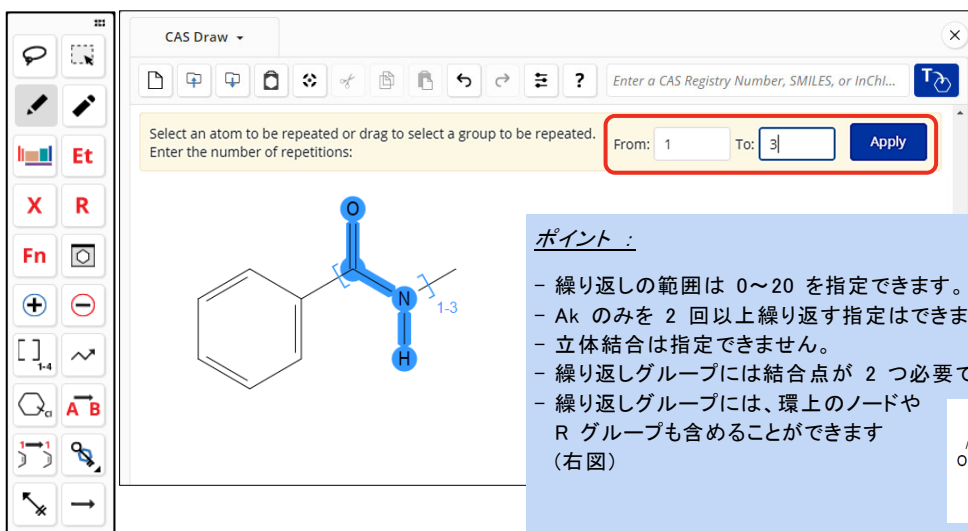 CAS Draw
Enter a CAS Registry Number, SMILES, or InChI...
T
Select an atom to be repeated or drag to select a group to be repeated.
Enter the number of repetitions:
From: 1 To: 3 Apply
Et
X R
Fn
1-4
Cl
A B
1 1
?
O
N
H
1-3
ポイント :
- 繰り返しの範囲は 0～20 を指定できます。
- Ak のみを 2 回以上繰り返す指定はできま
- 立体結合は指定できません。
- 繰り返しグループには結合点が 2 つ必要で
- 繰り返しグループには、環上のノードや
R グループも含めることができます
(右図)
O